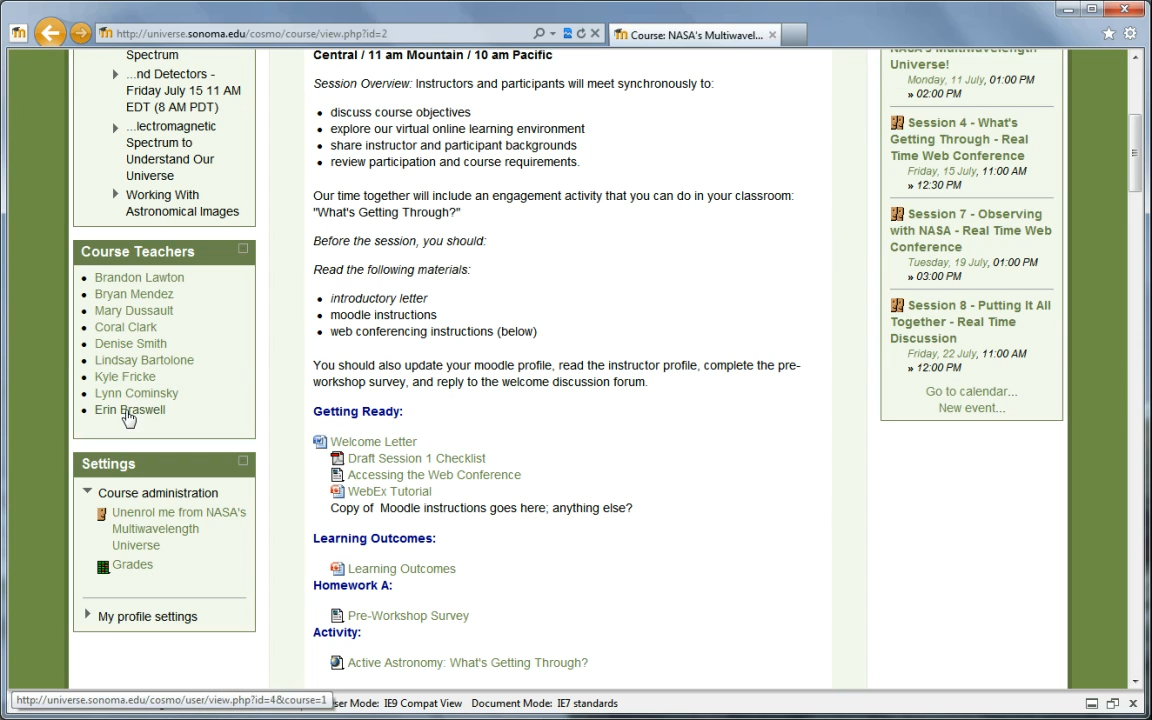 http://universe.sonoma.edu/cosmo/course/view.php?id=2
Course: NASA's Multiwavel...
Spectrum
...nd Detectors -
Friday July 15 11 AM
EDT (8 AM PDT)
...lectromagnetic
Spectrum to
Understand Our
Universe
Working With
Astronomical Images
Course Teachers
Brandon Lawton
Bryan Mendez
Mary Dussault
Coral Clark
Denise Smith
Lindsay Bartolone
Kyle Fricke
Lynn Cominsky
Erin Braswell
Settings
Course administration
Unenrol me from NASA's
Multiwavelength
Universe
Grades
My profile settings
Central / 11 am Mountain / 10 am Pacific
Session Overview: Instructors and participants will meet synchronously to:
discuss course objectives
explore our virtual online learning environment
share instructor and participant backgrounds
review participation and course requirements.
Our time together will include an engagement activity that you can do in your classroom:
"What's Getting Through?"
Before the session, you should:
Read the following materials:
introductory letter
moodle instructions
web conferencing instructions (below)
You should also update your moodle profile, read the instructor profile, complete the pre-
workshop survey, and reply to the welcome discussion forum.
Getting Ready:
Welcome Letter
Draft Session 1 Checklist
Accessing the Web Conference
WebEx Tutorial
Copy of Moodle instructions goes here; anything else?
Learning Outcomes:
Learning Outcomes
Homework A:
Pre-Workshop Survey
Activity:
Active Astronomy: What's Getting Through?
NASA's Multiwavelength
Universe!
Monday, 11 July, 01:00 PM
» 02:00 PM
Session 4 - What's
Getting Through - Real
Time Web Conference
Friday, 15 July, 11:00 AM
» 12:30 PM
Session 7 - Observing
with NASA - Real Time Web
Conference
Tuesday, 19 July, 01:00 PM
» 03:00 PM
Session 8 - Putting It All
Together - Real Time
Discussion
Friday, 22 July, 11:00 AM
» 12:00 PM
Go to calendar...
New event...
http://universe.sonoma.edu/cosmo/user/view.php?id=4&course=1
ser Mode: IE9 Compat View Document Mode: IE7 standards